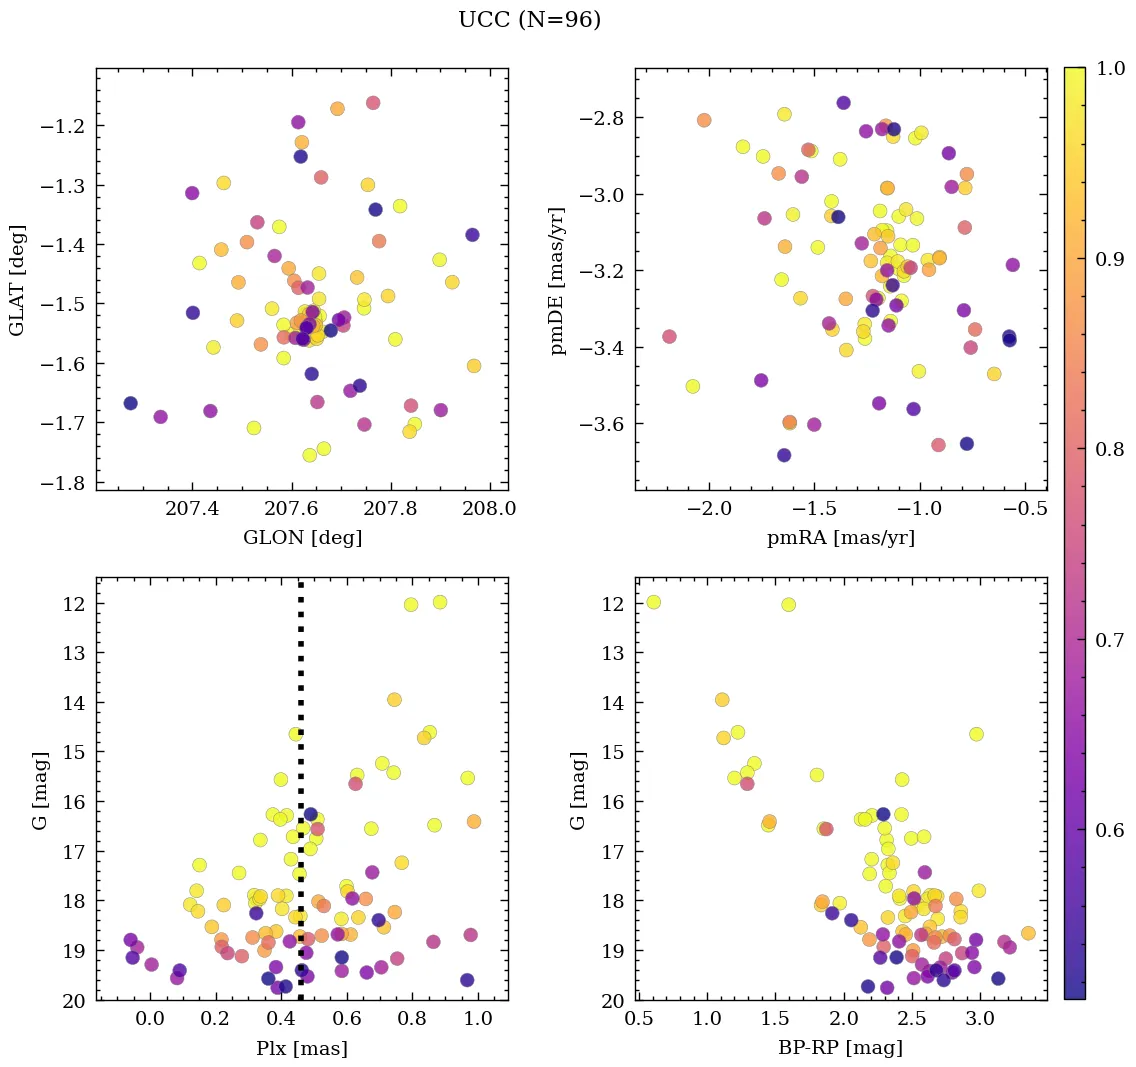 UCC (N=96)
−1.2
−1.3
−1.4
−1.5
−1.6
−1.7
−1.8
GLAT [deg]
207.4 207.6 207.8 208.0
GLON [deg]
−2.8
−3.0
−3.2
−3.4
−3.6
pmDE [mas/yr]
−2.0 −1.5 −1.0 −0.5
pmRA [mas/yr]
12
13
14
15
16
17
18
19
20
G [mag]
0.0 0.2 0.4 0.6 0.8 1.0
Plx [mas]
12
13
14
15
16
17
18
19
20
G [mag]
0.5 1.0 1.5 2.0 2.5 3.0
BP-RP [mag]
1.0
0.9
0.8
0.7
0.6